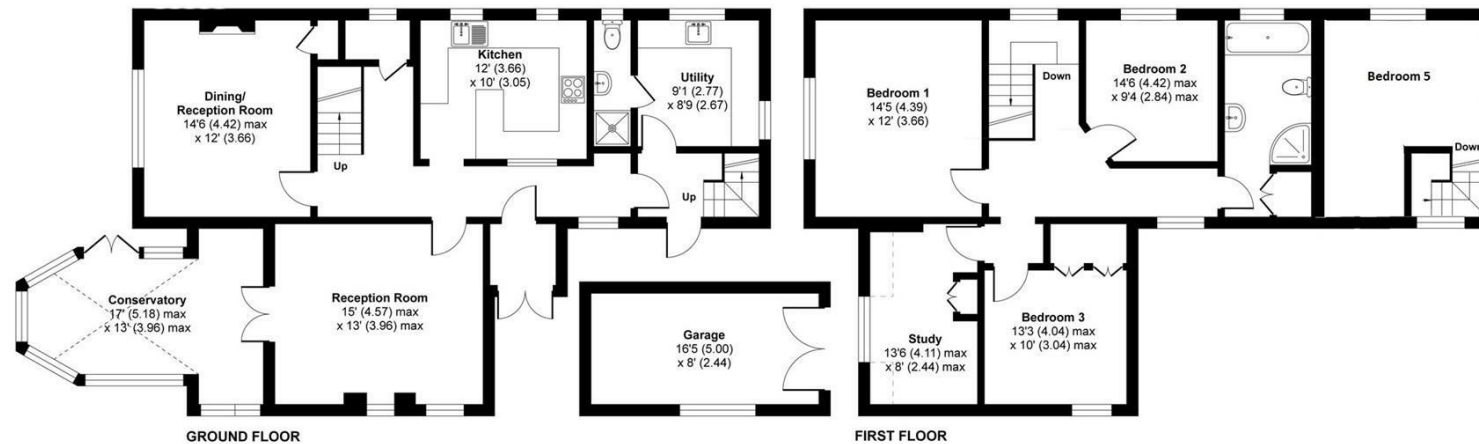 Dining/
Reception Room
14'6 (4.42) max
x 12' (3.66)
Up
Kitchen
12' (3.66)
x 10' (3.05)
Utility
9'1 (2.77)
x 8'9 (2.67)
Up
Conservatory
17' (5.18) max
x 13' (3.96) max
Reception Room
15' (4.57) max
x 13' (3.96) max
Garage
16'5 (5.00)
x 8' (2.44)
GROUND FLOOR
Bedroom 1
14'5 (4.39)
x 12' (3.66)
Down
Bedroom 2
14'6 (4.42) max
x 9'4 (2.84) max
Bedroom 5
Down
Study
13'6 (4.11) max
x 8' (2.44) max
Bedroom 3
13'3 (4.04) max
x 10' (3.04) max
FIRST FLOOR